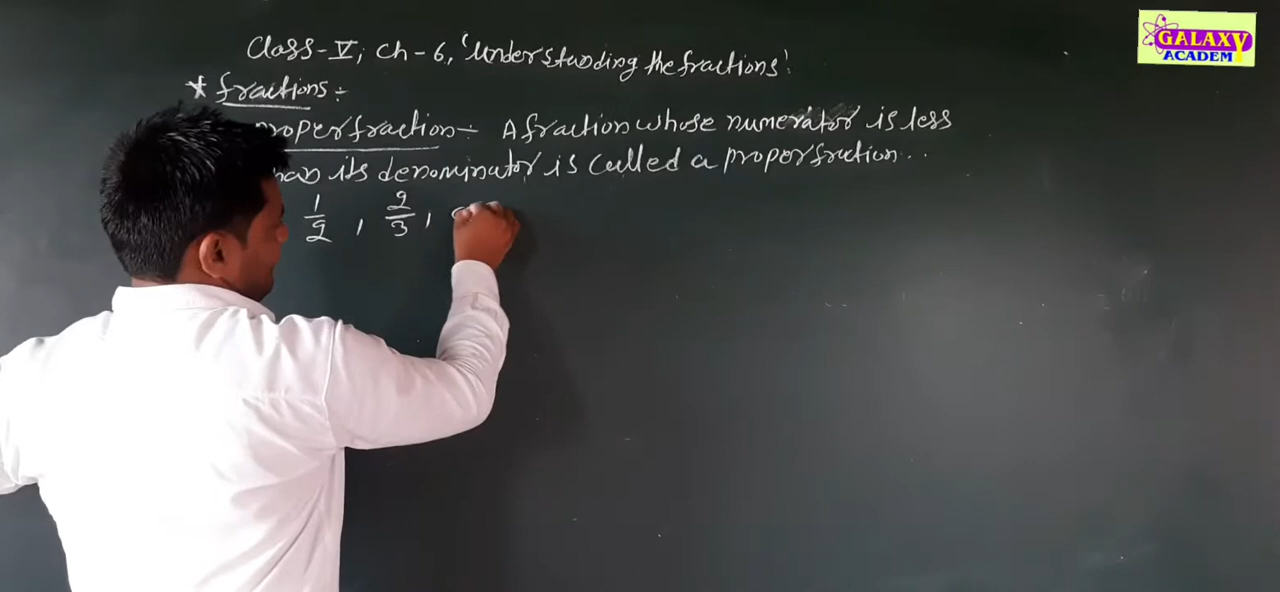 Class-V, Ch-6, 'Understanding the fractions'.
* fractions:-
proper fraction:- A fraction whose numerator is less
its denominator is called a proper fraction..
1/2, 2/3,
GALAXY
ACADEM